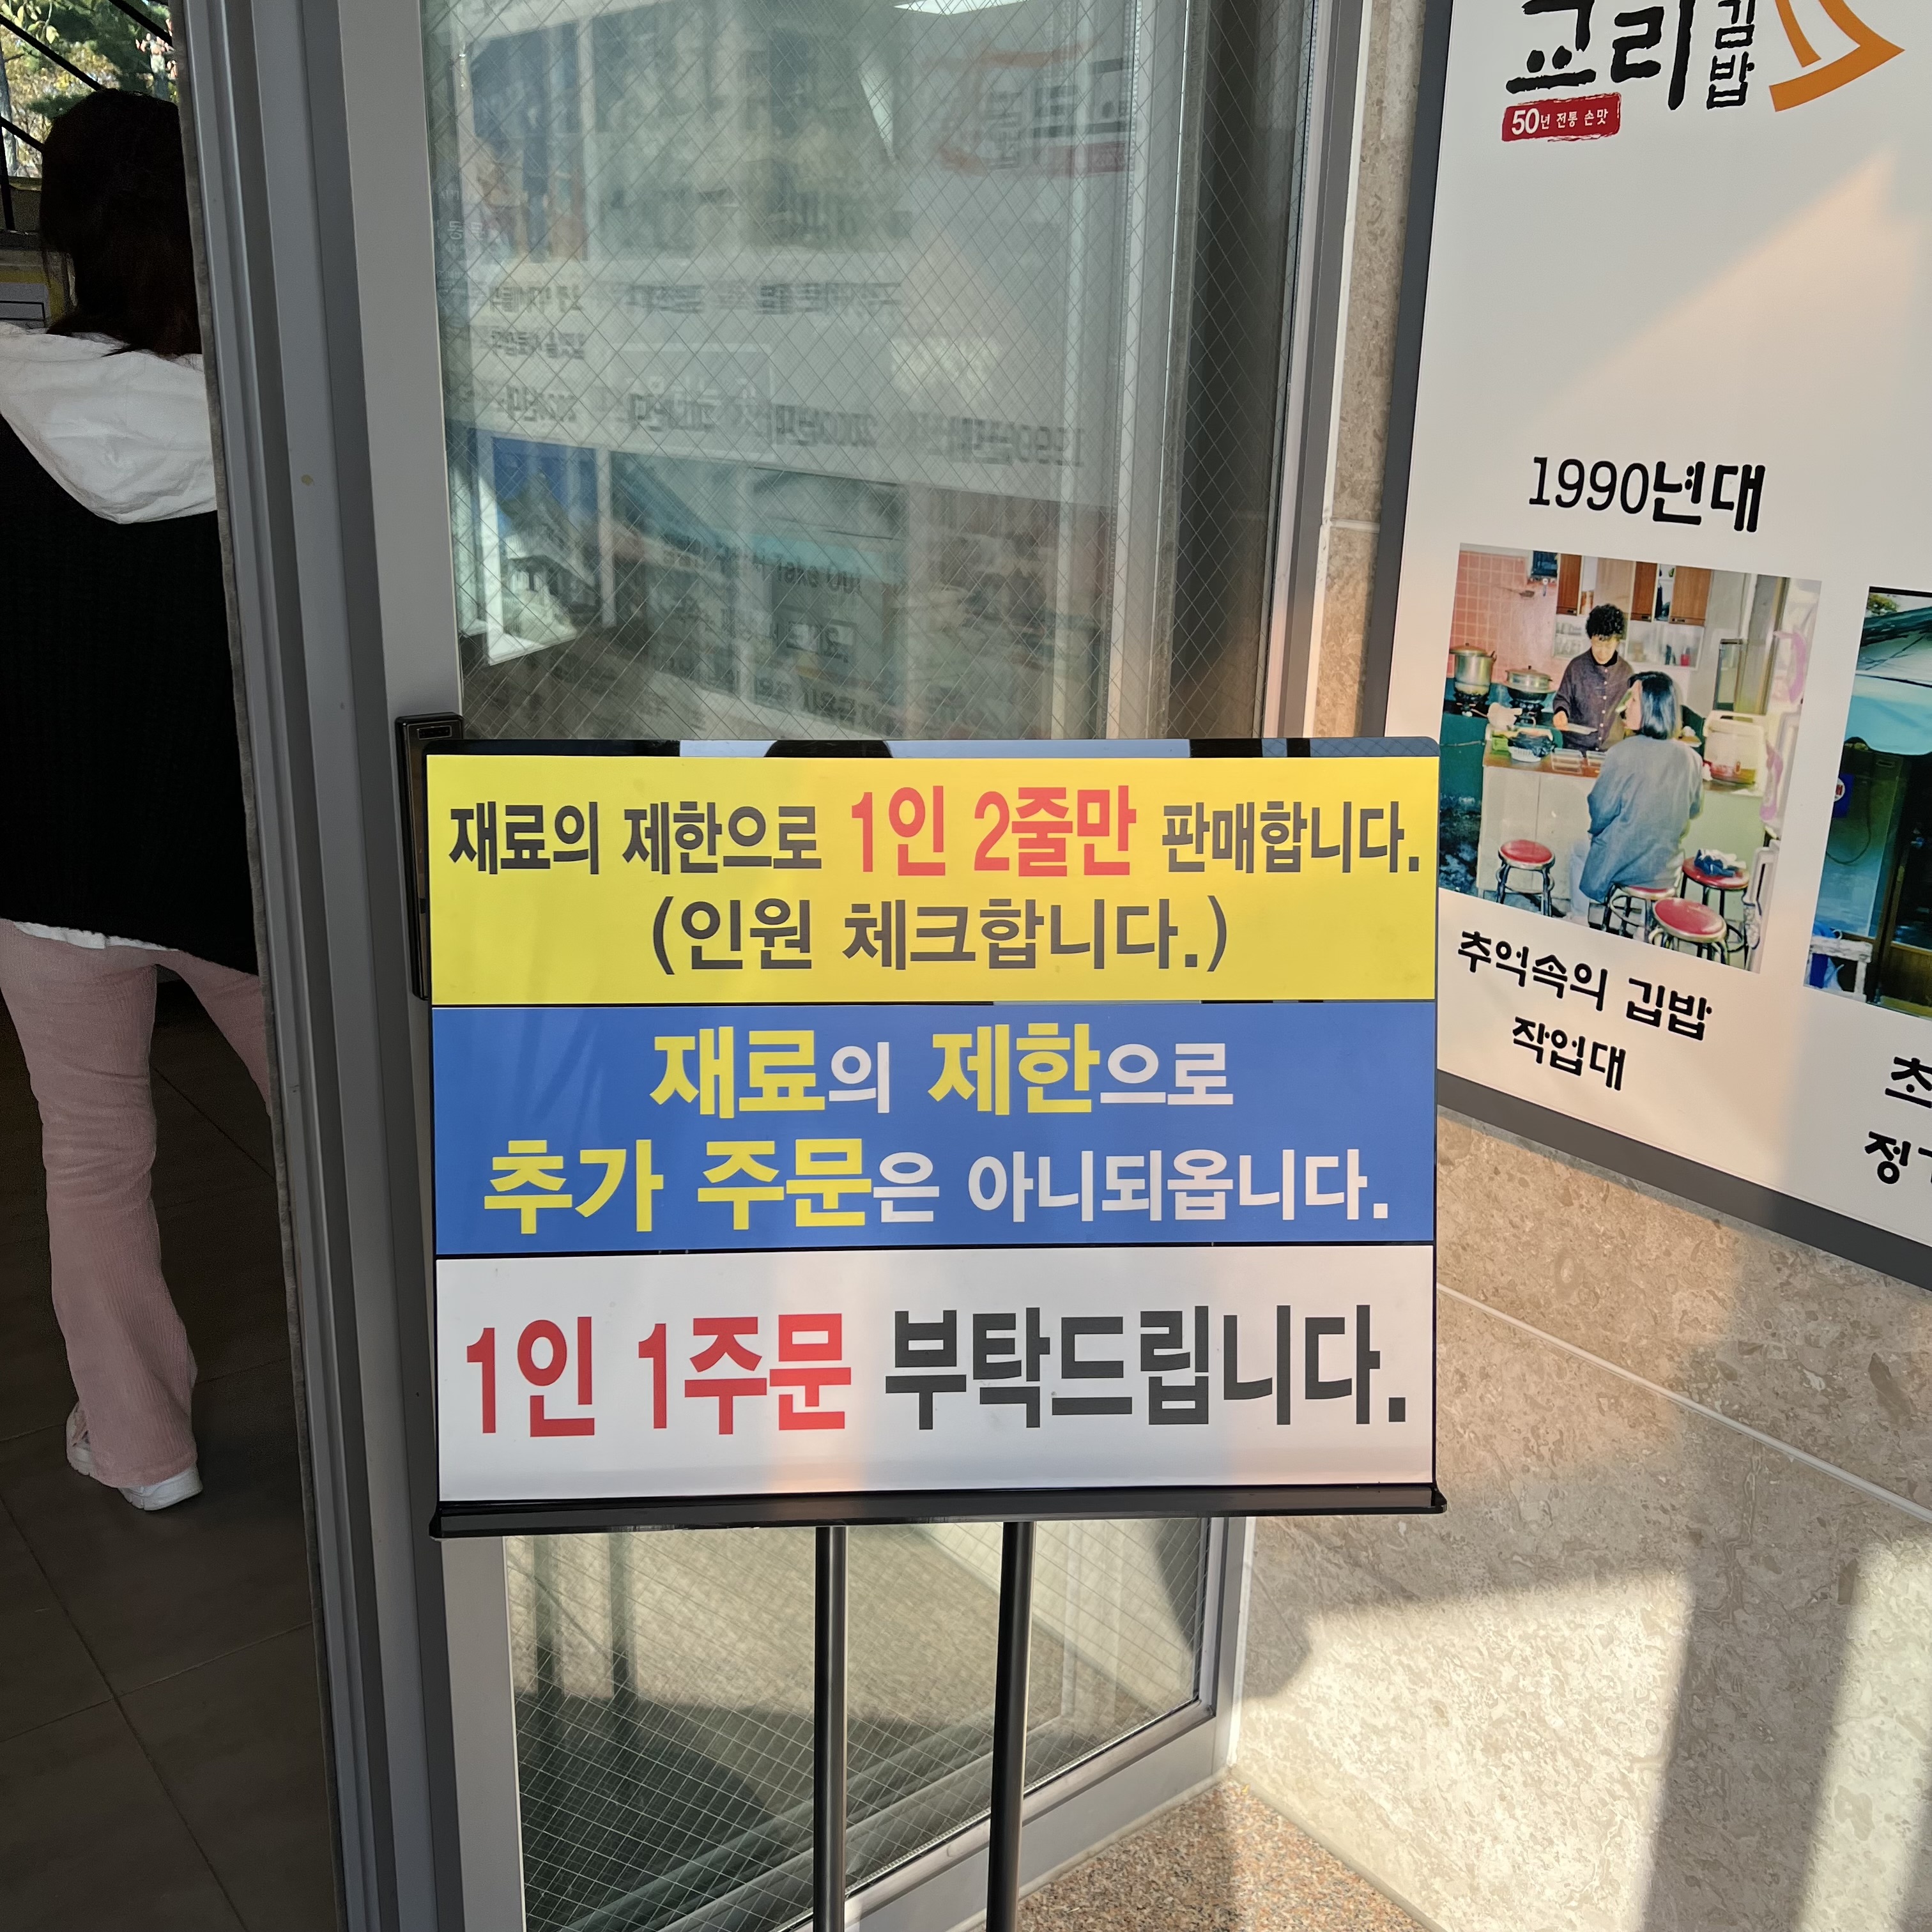 교리
김밥
50년 전통 손맛
1990년대
추억속의 김밥
작업대
재료의 제한으로 1인 2줄만 판매합니다.
(인원 체크합니다.)
재료의 제한으로
추가 주문은 아니되옵니다.
1인 1주문 부탁드립니다.